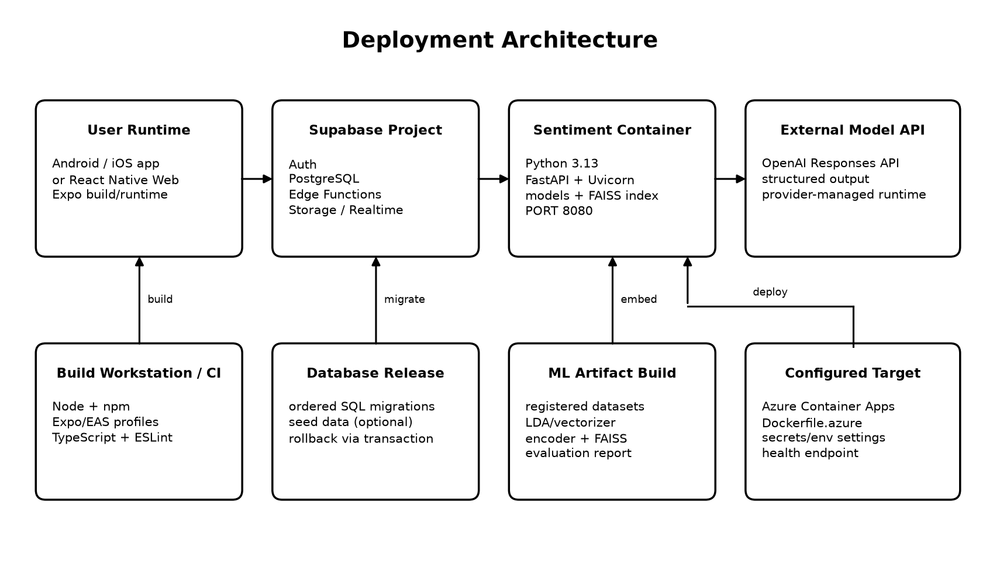 Deployment Architecture
User Runtime
Android / iOS app
or React Native Web
Expo build/runtime
Supabase Project
Auth
PostgreSQL
Edge Functions
Storage / Realtime
Sentiment Container
Python 3.13
FastAPI + Uvicorn
models + FAISS index
PORT 8080
External Model API
OpenAI Responses API
structured output
provider-managed runtime
build
migrate
embed
deploy
Build Workstation / CI
Node + npm
Expo/EAS profiles
TypeScript + ESLint
Database Release
ordered SQL migrations
seed data (optional)
rollback via transaction
ML Artifact Build
registered datasets
LDA/vectorizer
encoder + FAISS
evaluation report
Configured Target
Azure Container Apps
Dockerfile.azure
secrets/env settings
health endpoint